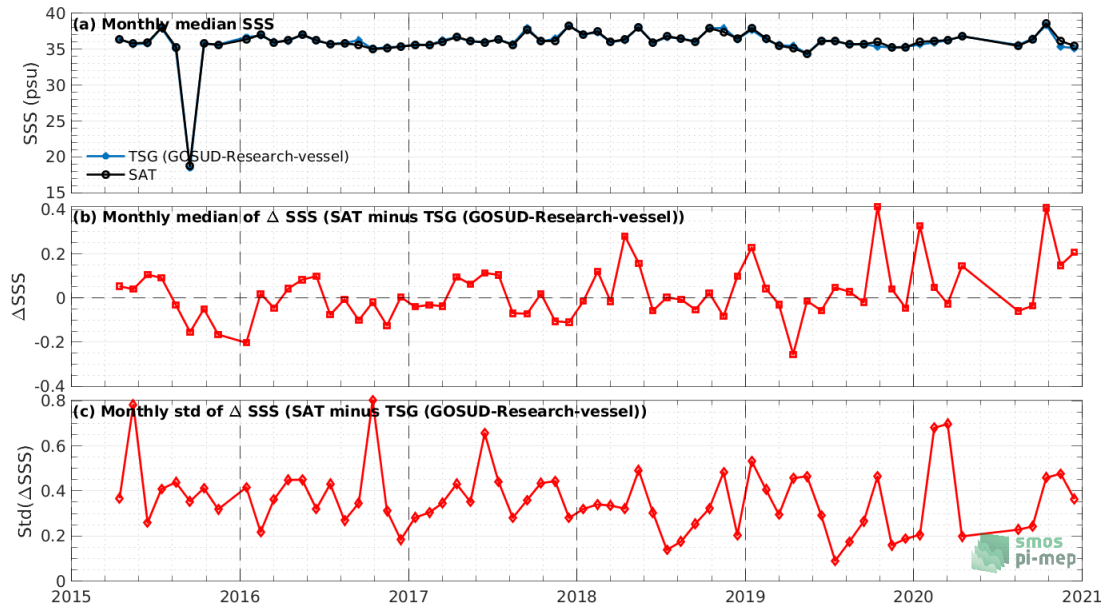 (a) Monthly median SSS
SSS (psu)
40
35
30
25
20
15
TSG (GOSUD-Research-vessel)
SAT
(b) Monthly median of Δ SSS (SAT minus TSG (GOSUD-Research-vessel))
ΔSSS
0.4
0.2
0
-0.2
-0.4
(c) Monthly std of Δ SSS (SAT minus TSG (GOSUD-Research-vessel))
Std(ΔSSS)
0.8
0.6
0.4
0.2
0
smos
pi-mep
2015 2016 2017 2018 2019 2020 2021